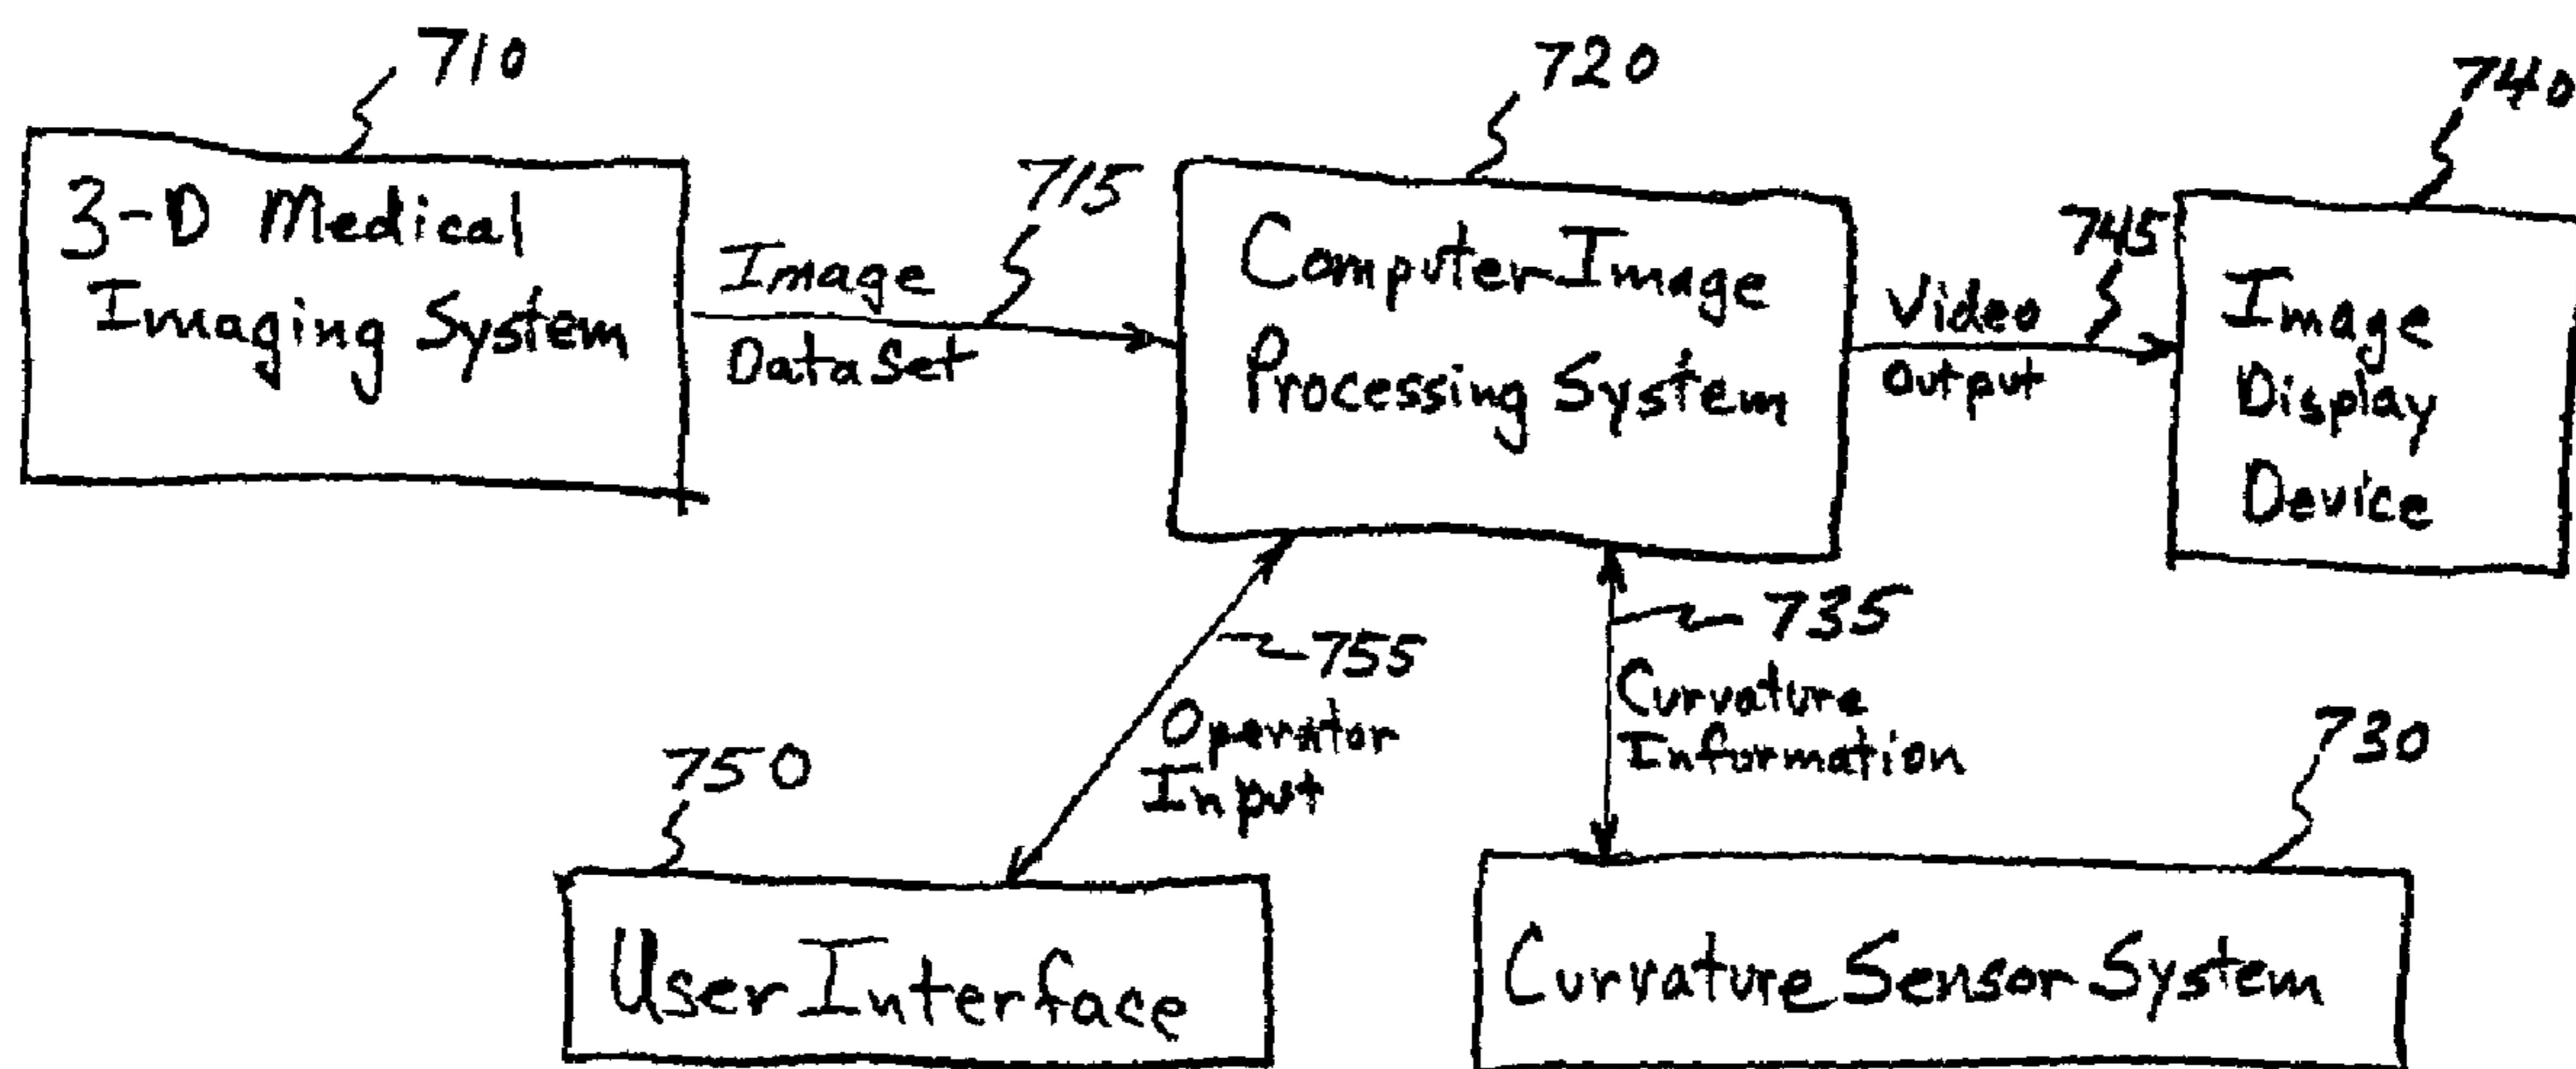 710
3-D Medical
Imaging System
715
Image
Data Set
720
Computer Image
Processing System
745
Video
Output
740
Image
Display
Device
755
Operator
Input
735
Curvature
Information
750
User Interface
730
Curvature Sensor System